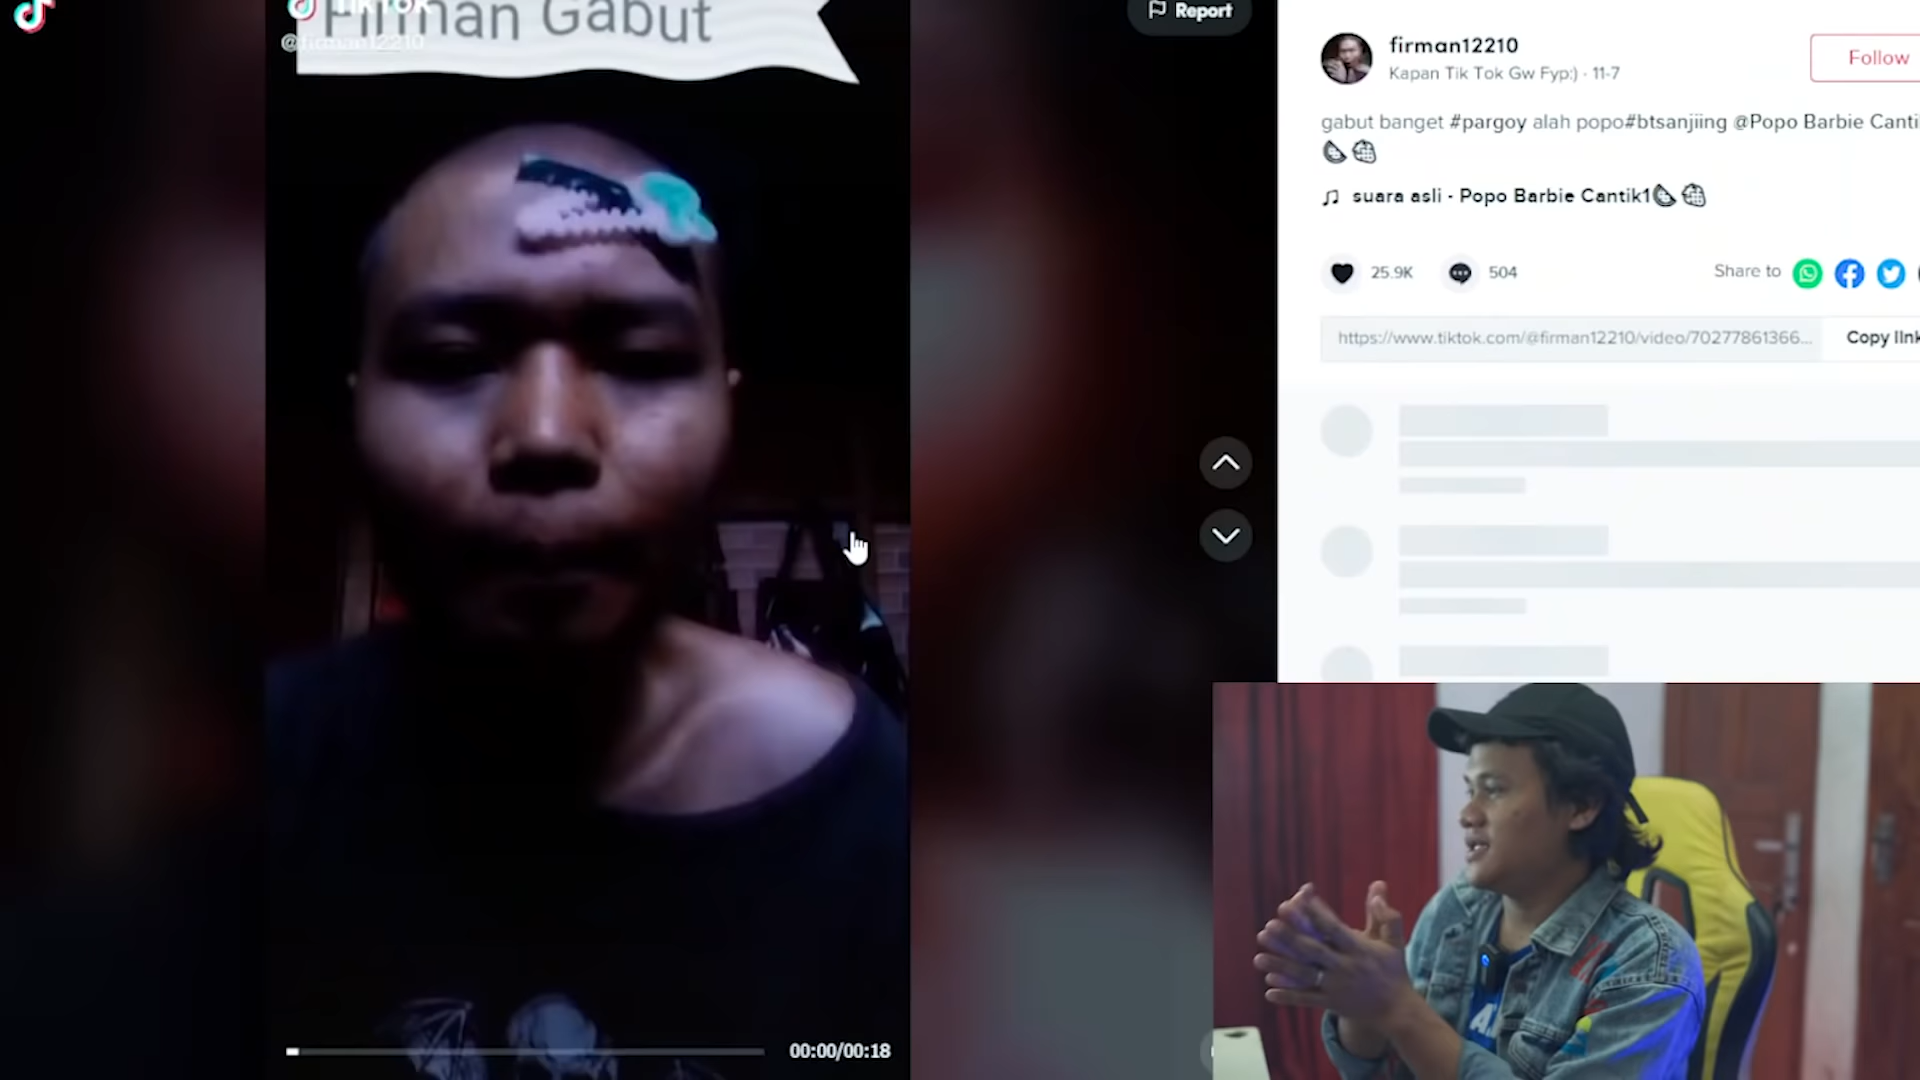 TikTok
Firman Gabut
@firman12210
Report
firman12210
Kapan Tik Tok Gw Fyp:) · 11-7
Follow
gabut banget #pargoy alah popo#btsanjiing @Popo Barbie Canti
suara asli - Popo Barbie Cantik1
25.9K
504
Share to
https://www.tiktok.com/@firman12210/video/70277861366...
Copy link
00:00/00:18